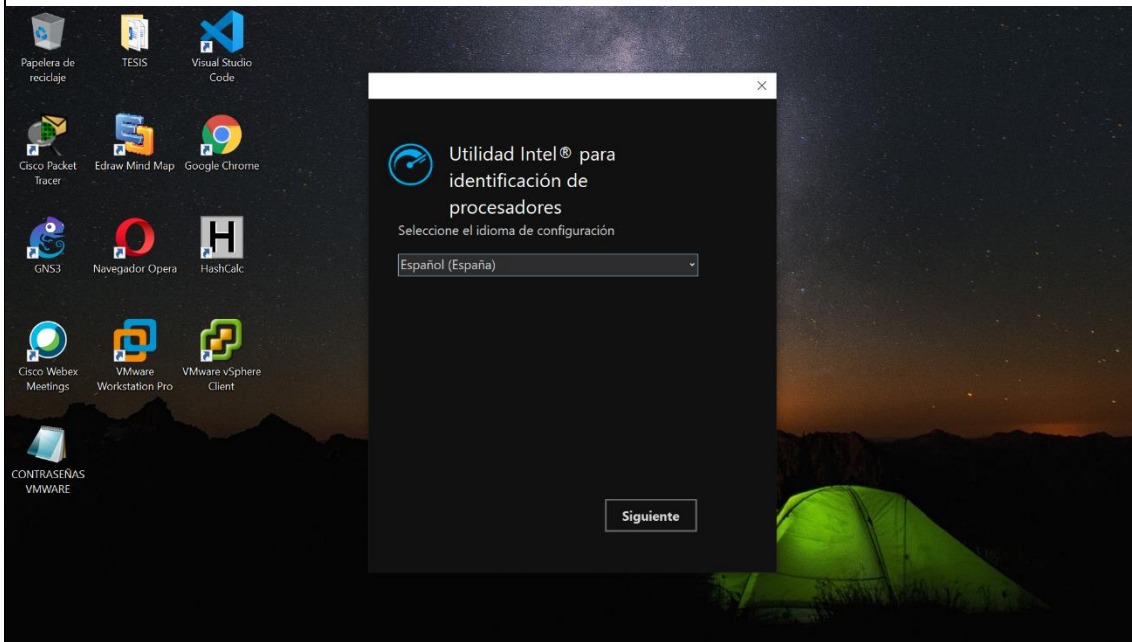 Papelera de
reciclaje
TESIS
Visual Studio
Code
Cisco Packet
Tracer
Edraw Mind Map
Google Chrome
GNS3
Navegador Opera
HashCalc
Cisco Webex
Meetings
VMware
Workstation Pro
VMware vSphere
Client
CONTRASEÑAS
VMWARE
Utilidad Intel® para
identificación de
procesadores
Seleccione el idioma de configuración
Español (España)
Siguiente